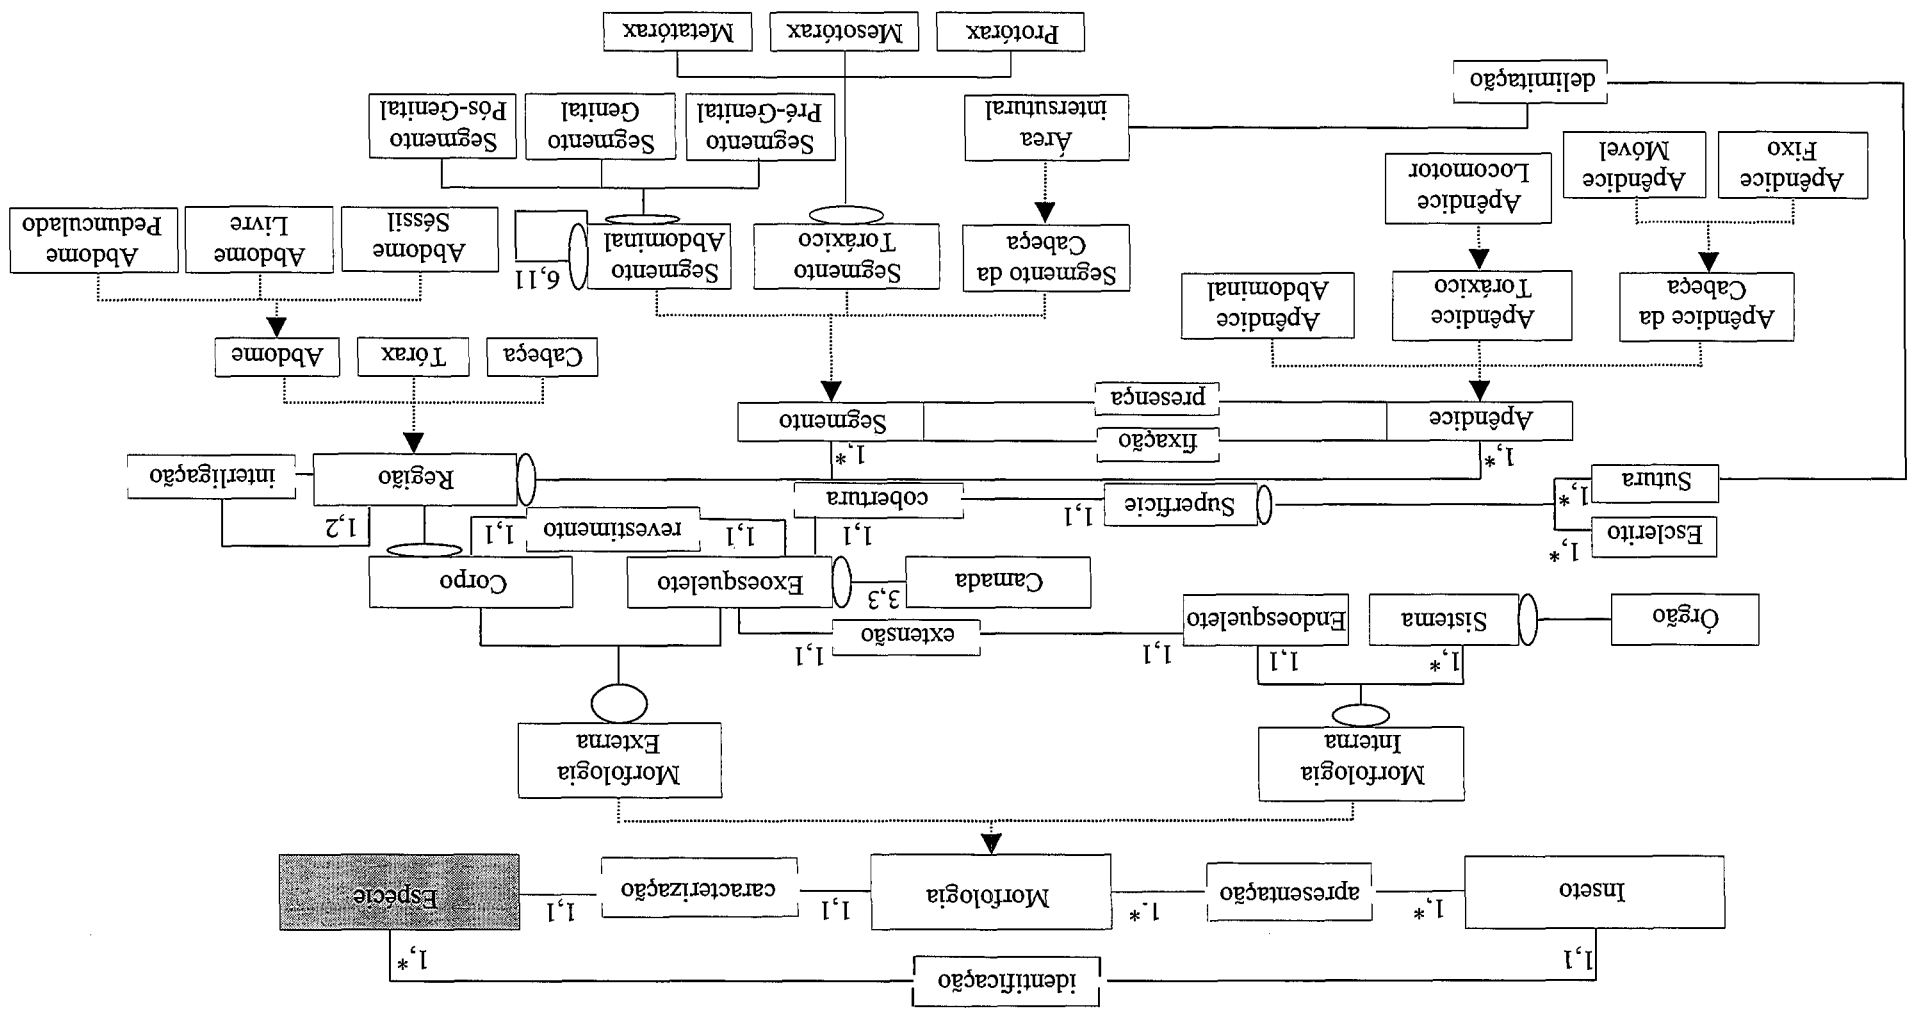 identificação
1,1
1,*
Inseto
1,*
apresentação
1.*
Morfologia
1,1
caracterização
1,1
Espécie
Morfologia
Interna
Morfologia
Externa
Órgão
Sistema
1,*
1,1
Endoesqueleto
1,1
extensão
1,1
Camada
3,3
Exoesqueleto
Corpo
Esclerito
1,*
Sutura
1,*
Superfície
1,1
cobertura
1,1
1,1
revestimento
1,1
1,2
Região
interligação
1,*
1,*
Apêndice
fixação
presença
Segmento
Cabeça
Tórax
Abdome
Apêndice da
Cabeça
Apêndice
Toráxico
Apêndice
Abdominal
Segmento da
Cabeça
Segmento
Toráxico
Segmento
Abdominal
6,11
Abdome
Séssil
Abdome
Livre
Abdome
Pedunculado
Apêndice
Fixo
Apêndice
Móvel
Apêndice
Locomotor
Área
intersutural
Segmento
Pré-Genital
Segmento
Genital
Segmento
Pós-Genital
delimitação
Protórax
Mesotórax
Metatórax